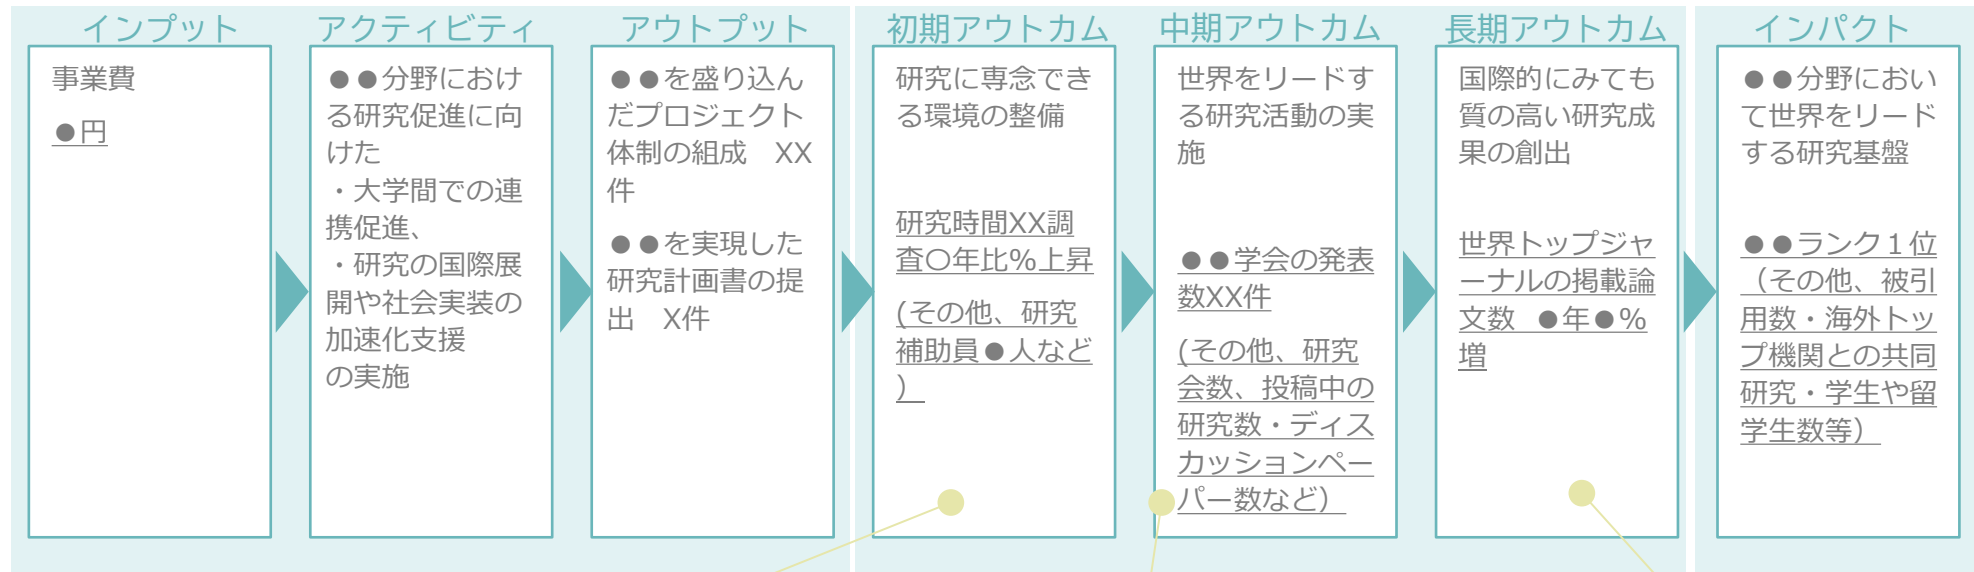 インプット
事業費
●円
アクティビティ
●●分野におけ
る研究促進に向
けた
・大学間での連
携促進、
・研究の国際展
開や社会実装の
加速化支援
の実施
アウトプット
●●を盛り込ん
だプロジェクト
体制の組成　XX
件
●●を実現した
研究計画書の提
出　X件
初期アウトカム
研究に専念でき
る環境の整備
研究時間XX調
査〇年比%上昇
(その他、研究
補助員●人など
)
中期アウトカム
世界をリードす
る研究活動の実
施
●●学会の発表
数XX件
(その他、研究
会数、投稿中の
研究数・ディス
カッションペー
パー数など)
長期アウトカム
国際的にみても
質の高い研究成
果の創出
世界トップジャ
ーナルの掲載論
文数　●年●%
増
インパクト
●●分野におい
て世界をリード
する研究基盤
●●ランク１位
（その他、被引
用数・海外トッ
プ機関との共同
研究・学生や留
学生数等）